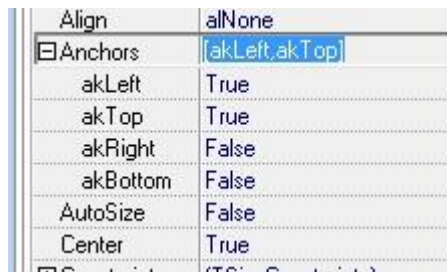 Align alNone
Anchors [akLeft,akTop]
akLeft True
akTop True
akRight False
akBottom False
AutoSize False
Center True